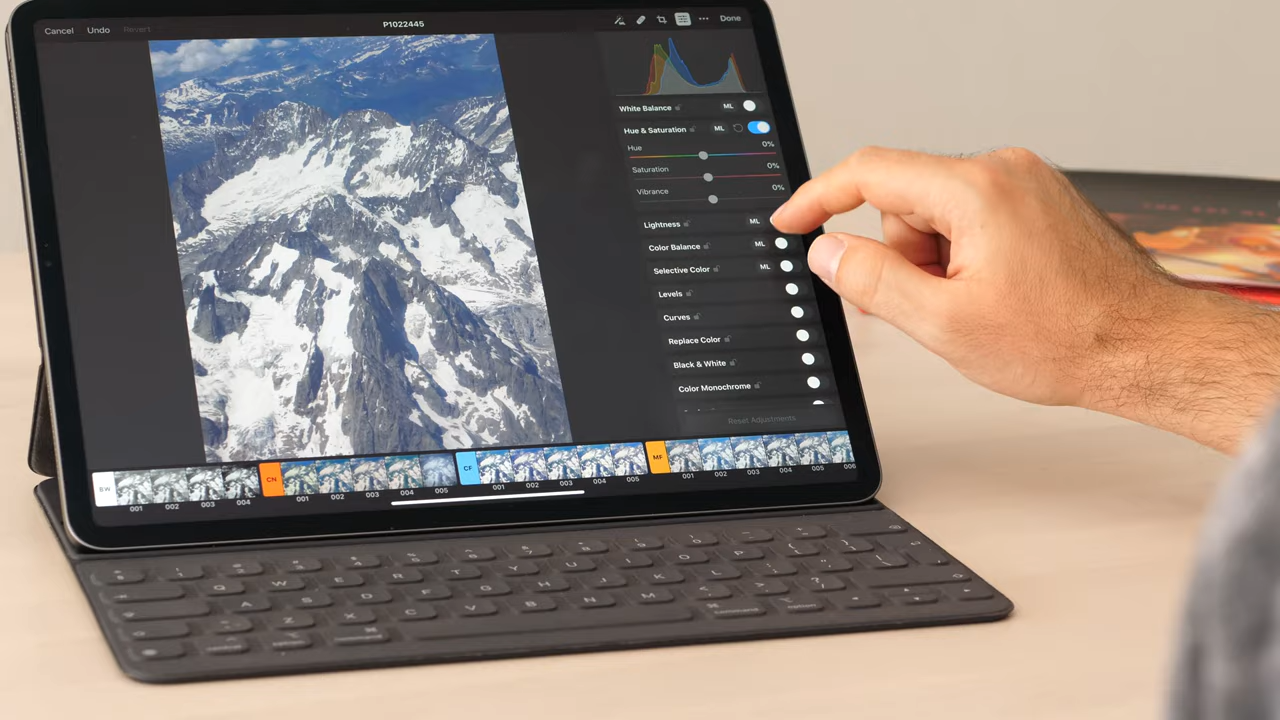 Cancel Undo Revert P1022445 Done
White Balance ML
Hue & Saturation ML
Hue 0%
Saturation 0%
Vibrance 0%
Lightness ML
Color Balance ML
Selective Color ML
Levels
Curves
Replace Color
Black & White
Color Monochrome
Reset Adjustments
BW CN CF MF
001 002 003 004 001 002 003 004 005 001 002 003 004 005 001 002 003 004 005 006
Q W E R T Y U I O P
A S D F G H J K L
Z X C V B N M
command option